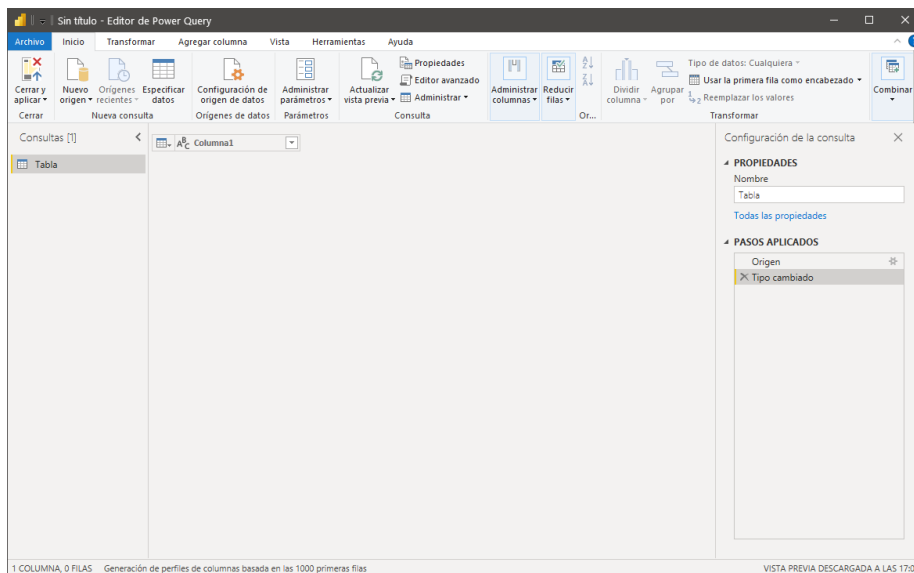 Sin título - Editor de Power Query
Archivo Inicio Transformar Agregar columna Vista Herramientas Ayuda
Cerrar y aplicar
Nuevo origen
Orígenes recientes
Especificar datos
Configuración de origen de datos
Administrar parámetros
Actualizar vista previa
Propiedades
Editor avanzado
Administrar
Administrar columnas
Reducir filas
Dividir columna
Agrupar por
Tipo de datos: Cualquiera
Usar la primera fila como encabezado
Reemplazar los valores
Combinar
Cerrar Nueva consulta Orígenes de datos Parámetros Consulta Or... Transformar
Consultas [1]
Tabla
ABC Columna1
Configuración de la consulta
PROPIEDADES
Nombre
Tabla
Todas las propiedades
PASOS APLICADOS
Origen
Tipo cambiado
1 COLUMNA, 0 FILAS Generación de perfiles de columnas basada en las 1000 primeras filas
VISTA PREVIA DESCARGADA A LAS